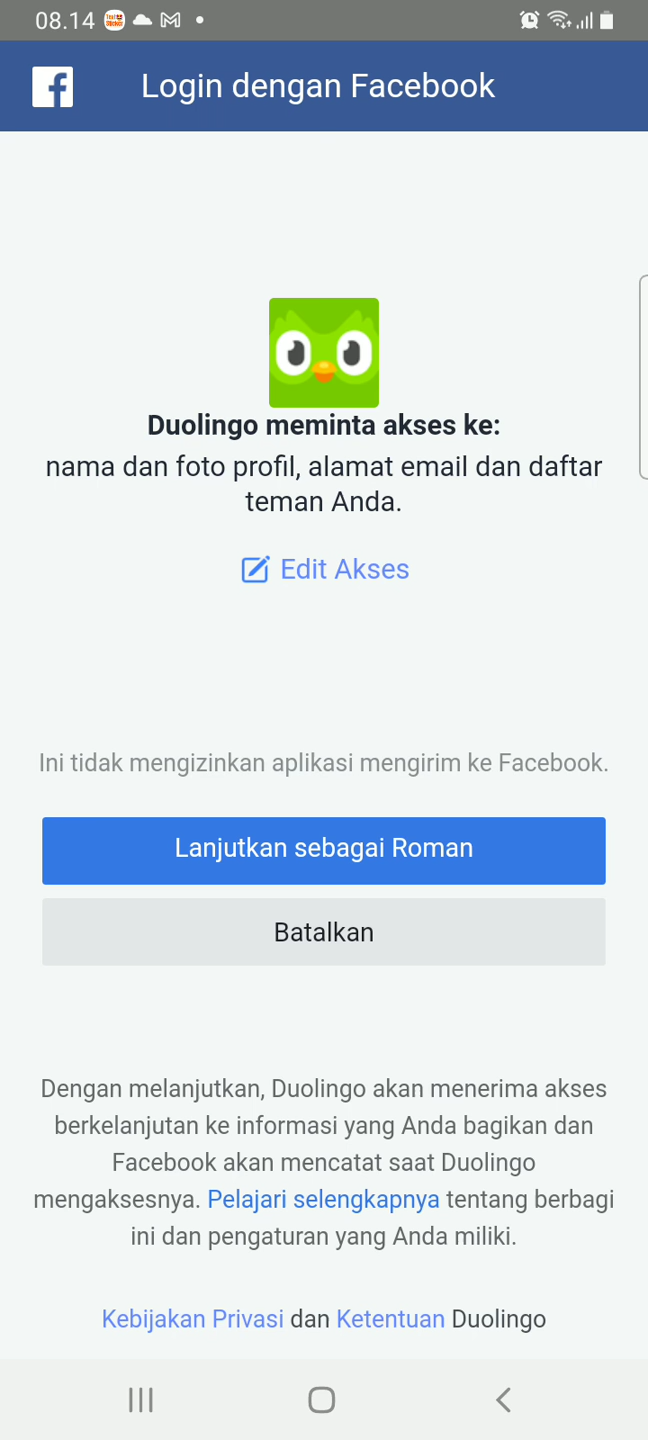 08.14
Login dengan Facebook
Duolingo meminta akses ke:
nama dan foto profil, alamat email dan daftar
teman Anda.
Edit Akses
Ini tidak mengizinkan aplikasi mengirim ke Facebook.
Lanjutkan sebagai Roman
Batalkan
Dengan melanjutkan, Duolingo akan menerima akses
berkelanjutan ke informasi yang Anda bagikan dan
Facebook akan mencatat saat Duolingo
mengaksesnya. Pelajari selengkapnya tentang berbagi
ini dan pengaturan yang Anda miliki.
Kebijakan Privasi dan Ketentuan Duolingo